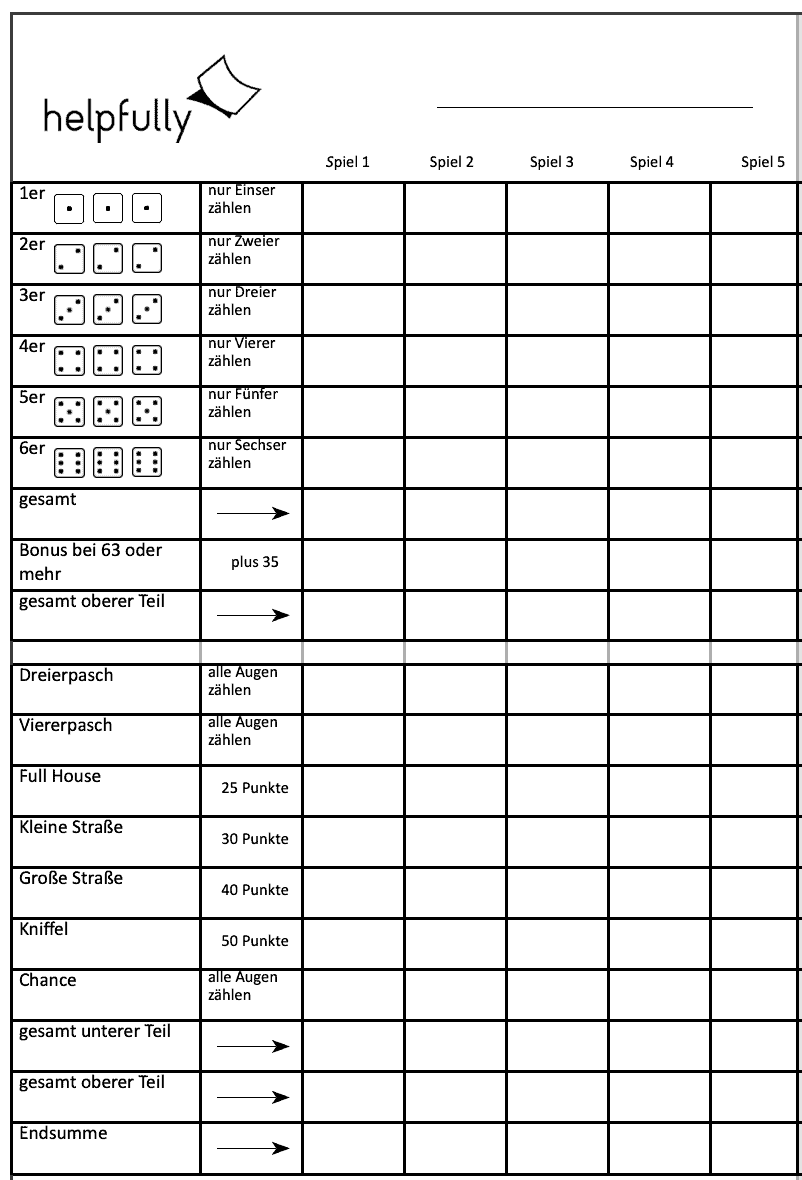 helpfully
Spiel 1 Spiel 2 Spiel 3 Spiel 4 Spiel 5
1er nur Einser
zählen
2er nur Zweier
zählen
3er nur Dreier
zählen
4er nur Vierer
zählen
5er nur Fünfer
zählen
6er nur Sechser
zählen
gesamt
Bonus bei 63 oder
mehr
plus 35
gesamt oberer Teil
Dreierpasch alle Augen
zählen
Viererpasch alle Augen
zählen
Full House 25 Punkte
Kleine Straße 30 Punkte
Große Straße 40 Punkte
Kniffel 50 Punkte
Chance alle Augen
zählen
gesamt unterer Teil
gesamt oberer Teil
Endsumme